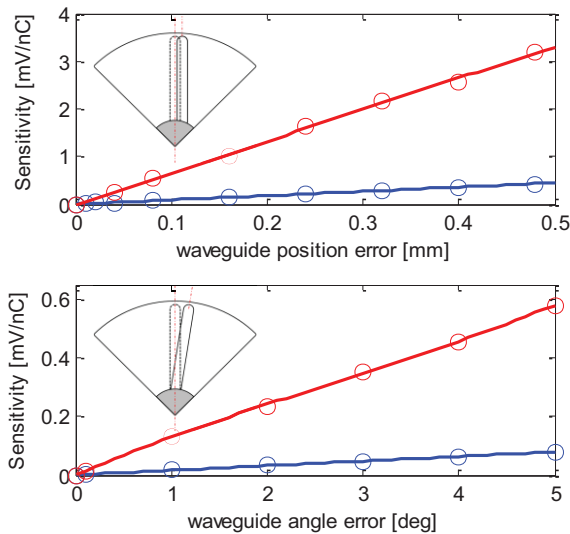 4
3
2
1
0
Sensitivity [mV/nC]
0 0.1 0.2 0.3 0.4 0.5
waveguide position error [mm]
0.6
0.4
0.2
0
Sensitivity [mV/nC]
0 1 2 3 4 5
waveguide angle error [deg]